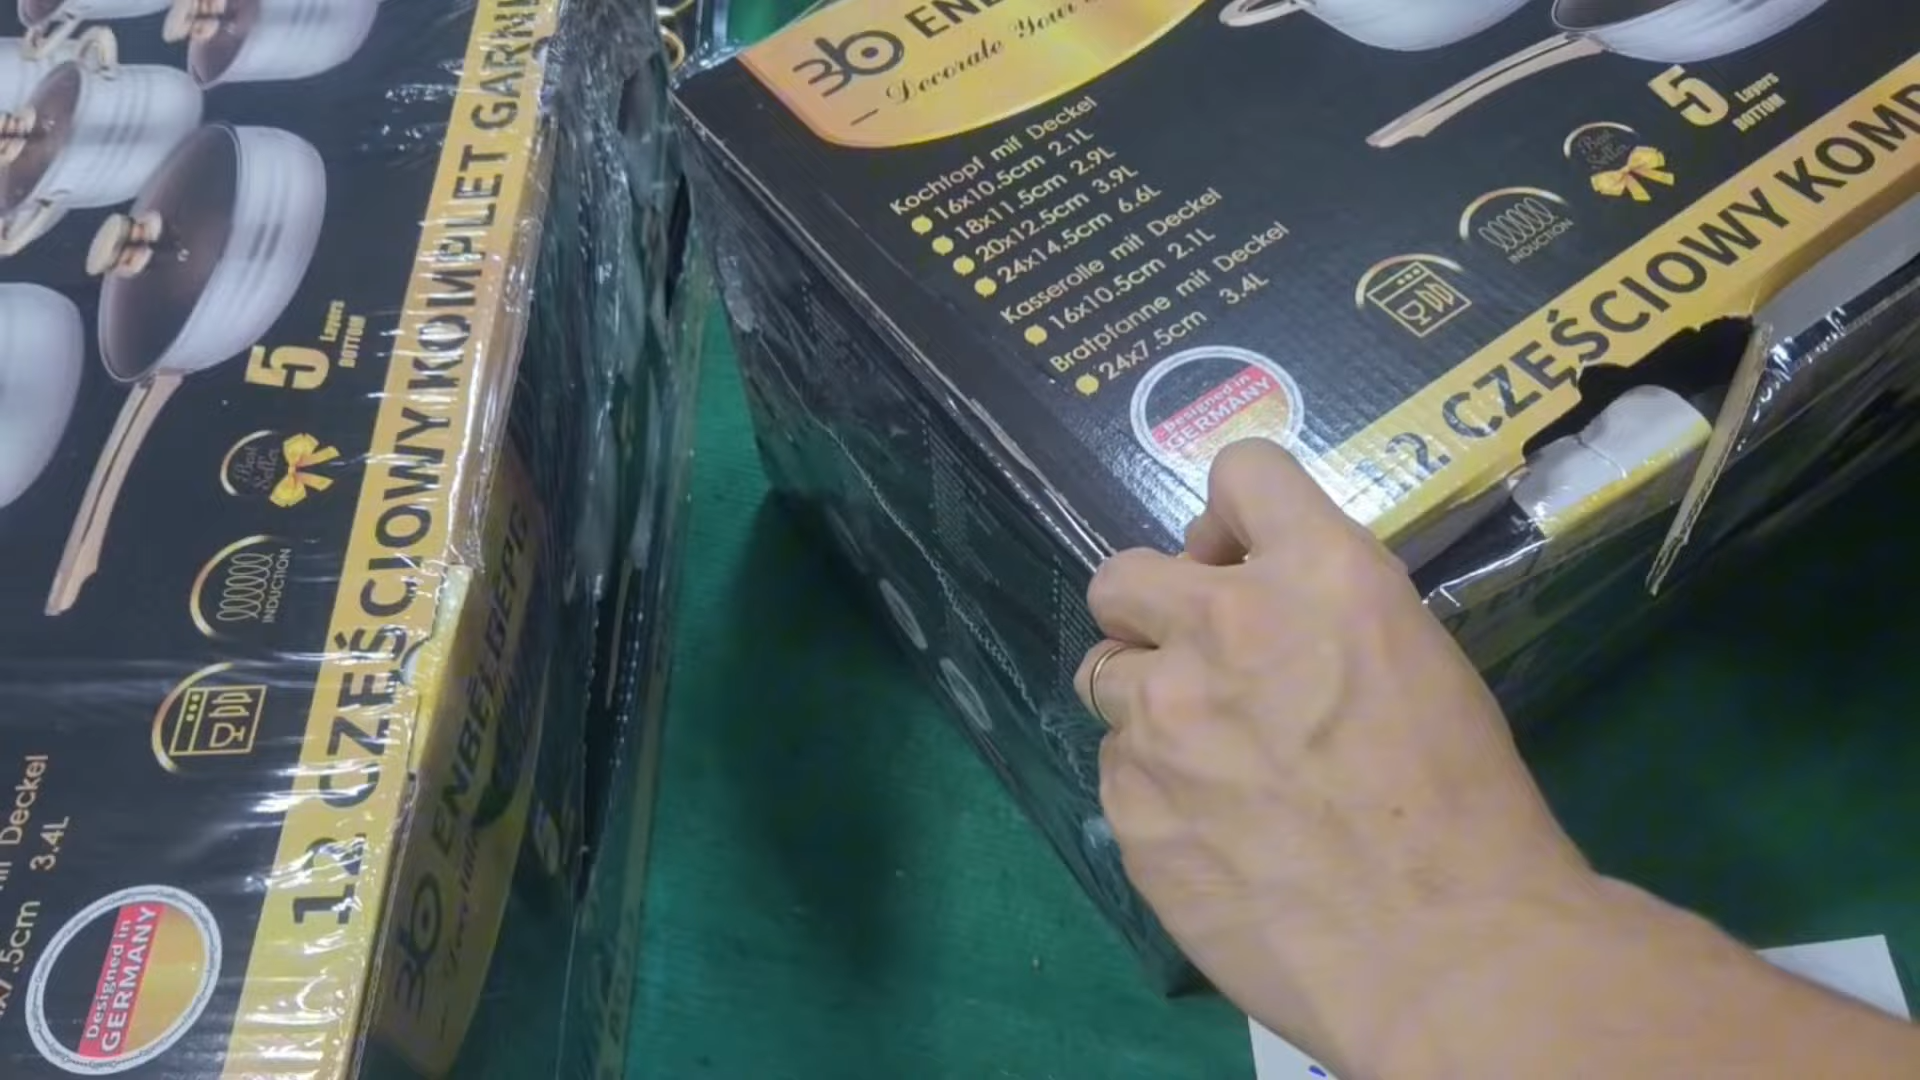 5 Layers BOTTOM
Best Seller
INDUCTION
12 CZĘŚCIOWY KOMPLET
Deckel
3.4L
Designed in
GERMANY
ENBELBERG
Decorate Your
Kochtopf mit Deckel
16x10.5cm 2.1L
18x11.5cm 2.9L
20x12.5cm 3.9L
24x14.5cm 6.6L
Kasserolle mit Deckel
16x10.5cm 2.1L
Bratpfanne mit Deckel
24x7.5cm 3.4L
Designed in
GERMANY
5 Layers BOTTOM
Best Seller
INDUCTION
12 CZĘŚCIOWY